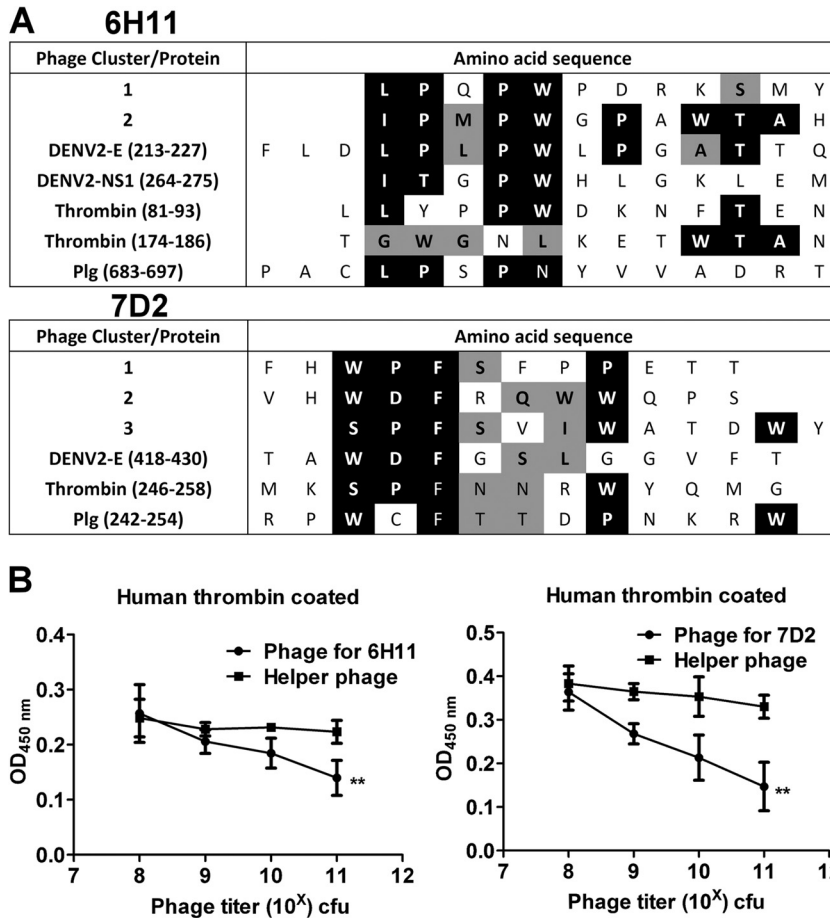 A
6H11
Phage Cluster/Protein Amino acid sequence
1 L P Q P W P D R K S M Y
2 I P M P W G P A W T A H
DENV2-E (213-227) F L D L P L P W L P G A T T Q
DENV2-NS1 (264-275) I T G P W H L G K L E M
Thrombin (81-93) L L Y P P W D K N F T E N
Thrombin (174-186) T G W G N L K E T W T A N
Plg (683-697) P A C L P S P N Y V V A D R T
7D2
Phage Cluster/Protein Amino acid sequence
1 F H W P F S F P P E T T
2 V H W D F R Q W W Q P S
3 S P F S V I W A T D W Y
DENV2-E (418-430) T A W D F G S L G G V F T
Thrombin (246-258) M K S P F N N R W Y Q M G
Plg (242-254) R P W C F T T D P N K R W
B
Human thrombin coated
Phage for 6H11
Helper phage
OD450 nm
0.4
0.3
0.2
0.1
0.0
**
7 8 9 10 11 12
Phage titer (10^X) cfu
Human thrombin coated
Phage for 7D2
Helper phage
OD450 nm
0.5
0.4
0.3
0.2
0.1
0.0
**
7 8 9 10 11
Phage titer (10^X) cfu